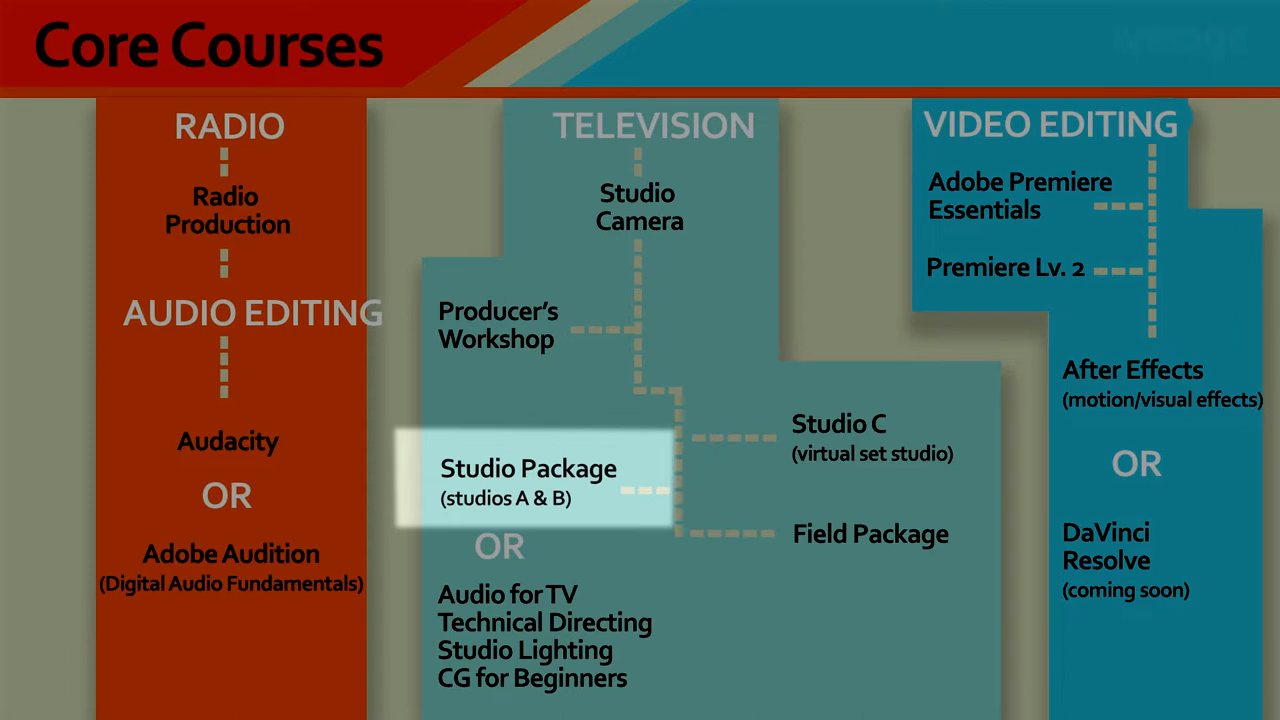 Core Courses
RADIO
Radio
Production
AUDIO EDITING
Audacity
OR
Adobe Audition
(Digital Audio Fundamentals)
TELEVISION
Studio
Camera
Producer's
Workshop
Studio Package
(studios A & B)
OR
Audio for TV
Technical Directing
Studio Lighting
CG for Beginners
Studio C
(virtual set studio)
Field Package
VIDEO EDITING
Adobe Premiere
Essentials
Premiere Lv. 2
After Effects
(motion/visual effects)
OR
DaVinci
Resolve
(coming soon)